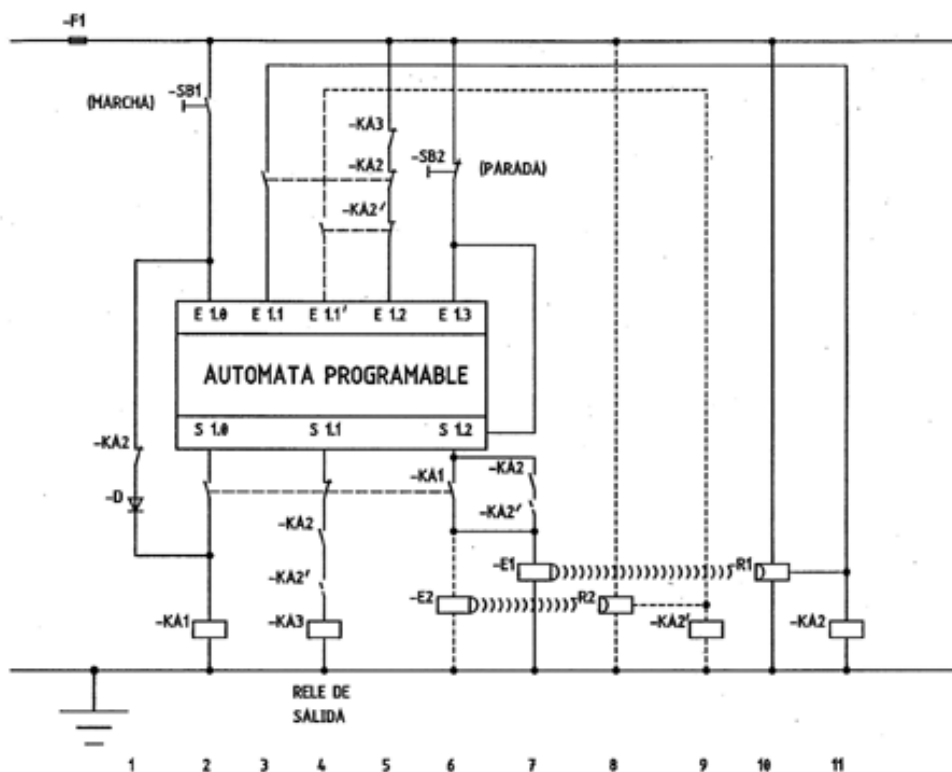 -F1
-SB1
(MARCHA)
-KA3
-KA2
-SB2
(PARADA)
-KA2'
E 1.0 E 1.1 E 1.1' E 1.2 E 1.3
AUTOMATA PROGRAMABLE
S 1.0 S 1.1 S 1.2
-KA2
-KA1
-KA2
-D
-KA2'
-KA2
-E1
-R1
-KA2'
-E2
-R2
-KA1
-KA3
-KA2'
-KA2
RELE DE
SALIDA
1 2 3 4 5 6 7 8 9 10 11